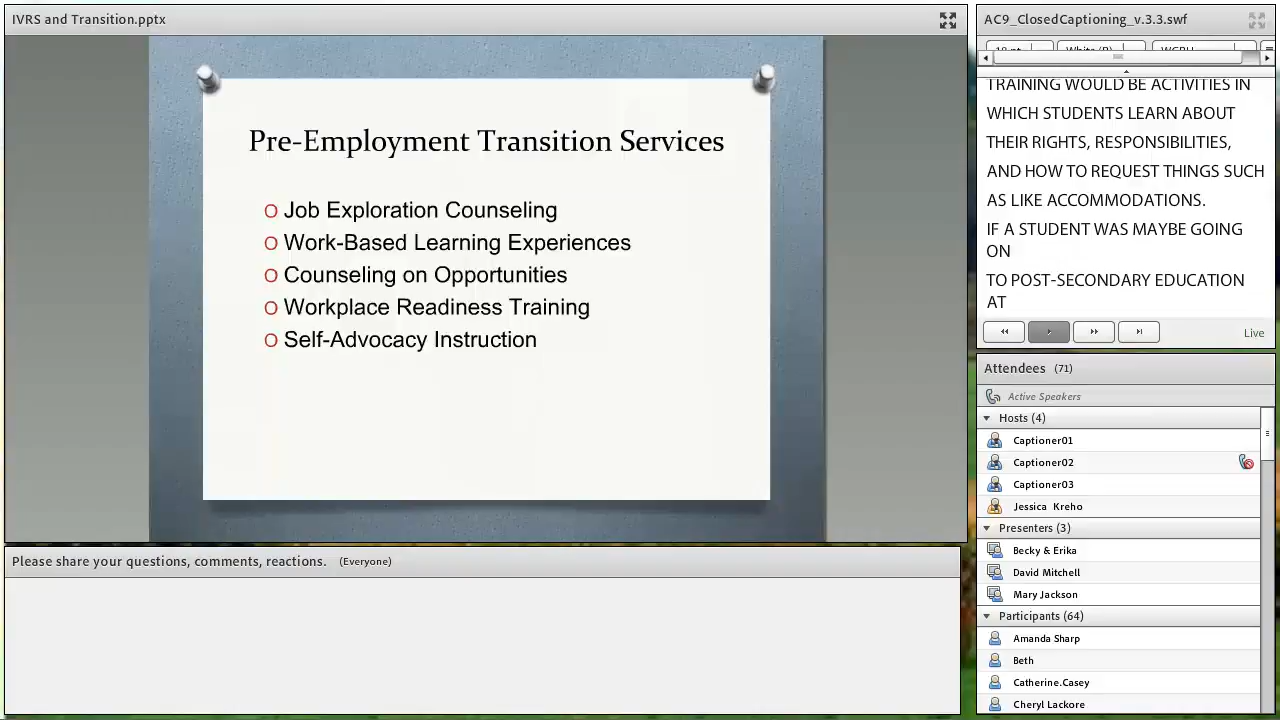 IVRS and Transition.pptx
Pre-Employment Transition Services
O Job Exploration Counseling
O Work-Based Learning Experiences
O Counseling on Opportunities
O Workplace Readiness Training
O Self-Advocacy Instruction
Please share your questions, comments, reactions. (Everyone)
AC9_ClosedCaptioning_v.3.3.swf
TRAINING WOULD BE ACTIVITIES IN
WHICH STUDENTS LEARN ABOUT
THEIR RIGHTS, RESPONSIBILITIES,
AND HOW TO REQUEST THINGS SUCH
AS LIKE ACCOMMODATIONS.
IF A STUDENT WAS MAYBE GOING
ON
TO POST-SECONDARY EDUCATION
AT
Live
Attendees (71)
Active Speakers
Hosts (4)
Captioner01
Captioner02
Captioner03
Jessica Kreho
Presenters (3)
Becky & Erika
David Mitchell
Mary Jackson
Participants (64)
Amanda Sharp
Beth
Catherine.Casey
Cheryl Lackore